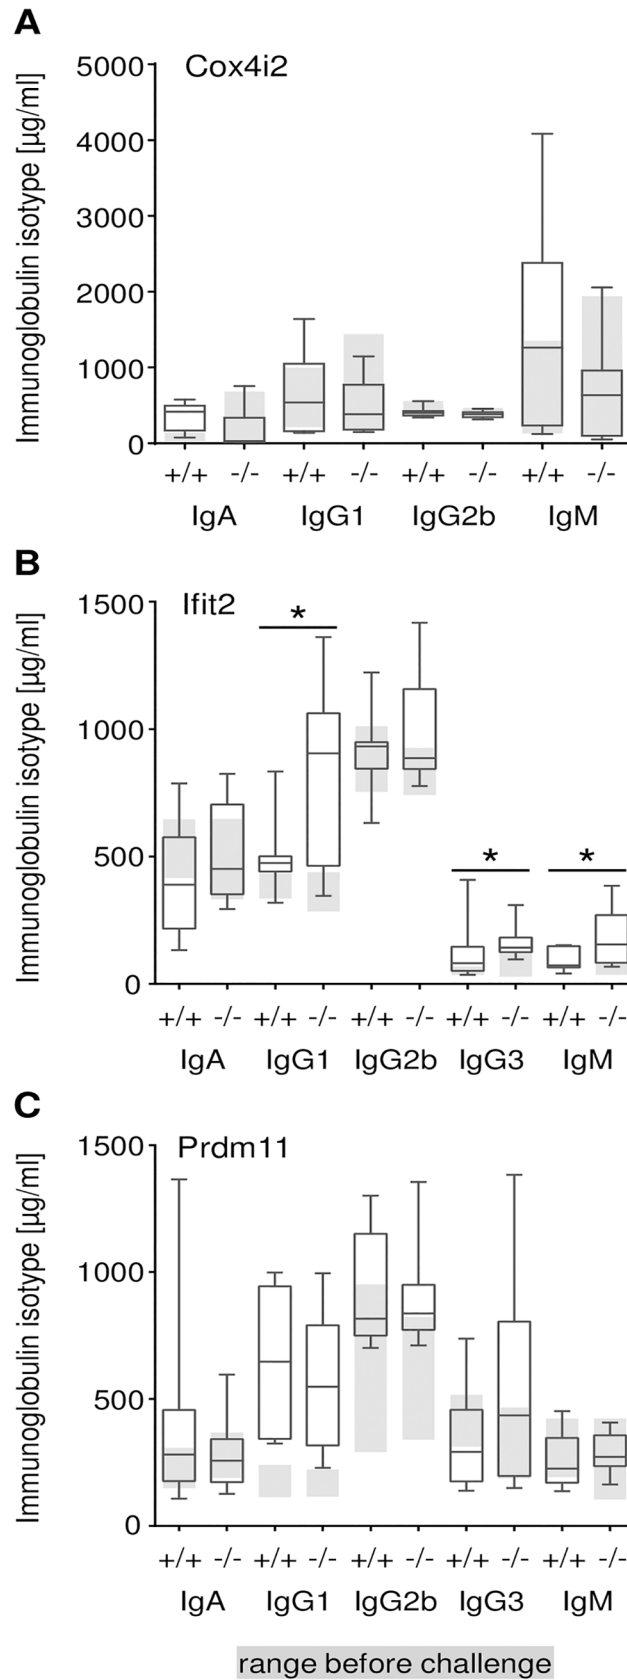 A
Cox4i2
Immunoglobulin isotype [µg/ml]
5000
4000
3000
2000
1000
0
+/+ -/- +/+ -/- +/+ -/- +/+ -/-
IgA IgG1 IgG2b IgM
B
Ifit2
Immunoglobulin isotype [µg/ml]
1500
1000
500
0
* * *
+/+ -/- +/+ -/- +/+ -/- +/+ -/- +/+ -/-
IgA IgG1 IgG2b IgG3 IgM
C
Prdm11
Immunoglobulin isotype [µg/ml]
1500
1000
500
0
+/+ -/- +/+ -/- +/+ -/- +/+ -/- +/+ -/-
IgA IgG1 IgG2b IgG3 IgM
range before challenge